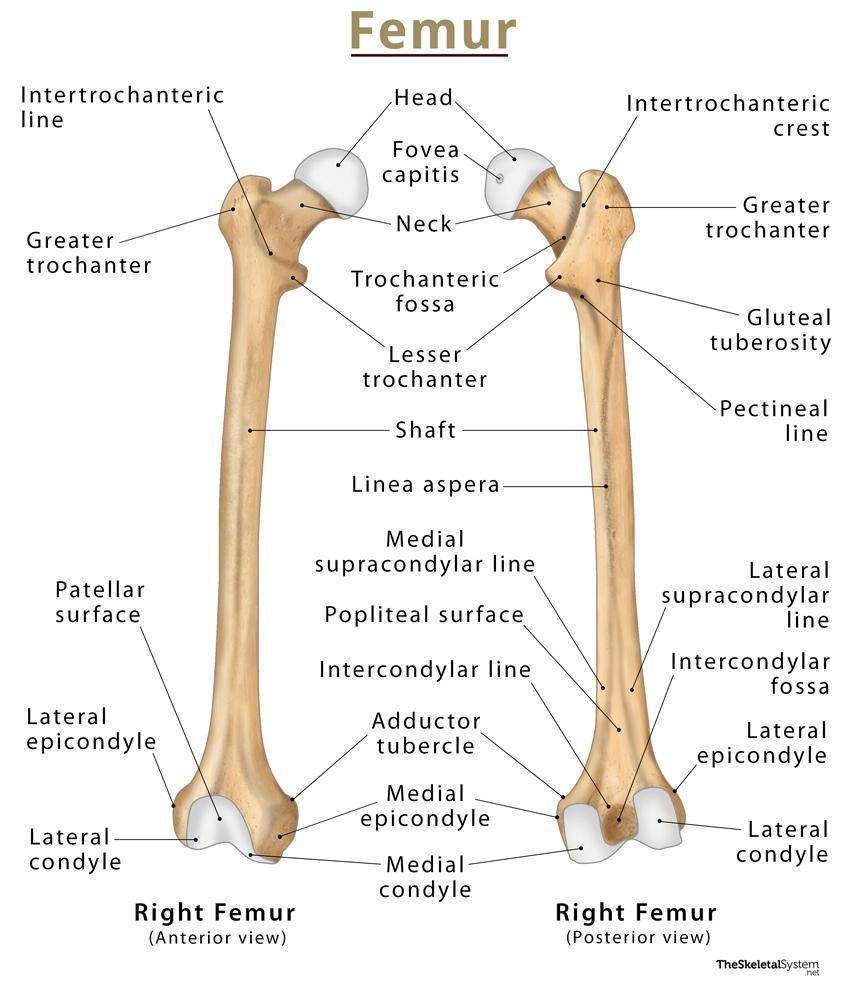 Femur
Intertrochanteric
line
Head
Intertrochanteric
crest
Fovea
capitis
Greater
trochanter
Neck
Greater
trochanter
Trochanteric
fossa
Gluteal
tuberosity
Lesser
trochanter
Pectineal
line
Shaft
Linea aspera
Medial
supracondylar line
Lateral
supracondylar
line
Patellar
surface
Popliteal surface
Intercondylar line
Intercondylar
fossa
Lateral
epicondyle
Adductor
tubercle
Lateral
epicondyle
Medial
epicondyle
Lateral
condyle
Medial
condyle
Lateral
condyle
Right Femur
(Anterior view)
Right Femur
(Posterior view)
TheSkeletalSystem
.net